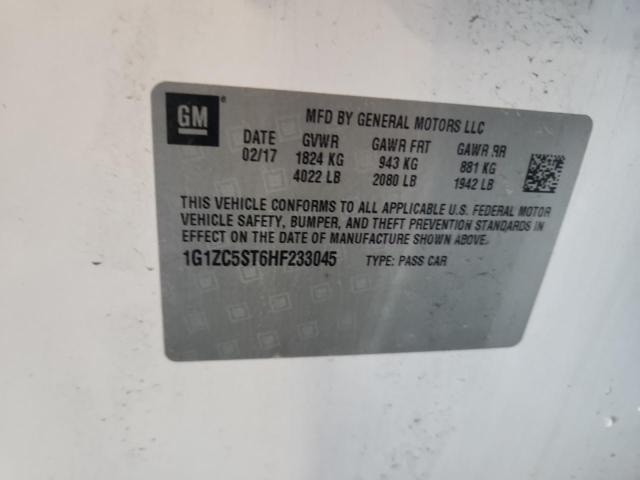 GM ®
MFD BY GENERAL MOTORS LLC
DATE GVWR GAWR FRT GAWR RR
02/17 1824 KG 943 KG 881 KG
4022 LB 2080 LB 1942 LB
THIS VEHICLE CONFORMS TO ALL APPLICABLE U.S. FEDERAL MOTOR
VEHICLE SAFETY, BUMPER, AND THEFT PREVENTION STANDARDS IN
EFFECT ON THE DATE OF MANUFACTURE SHOWN ABOVE.
1G1ZC5ST6HF233045 TYPE: PASS CAR